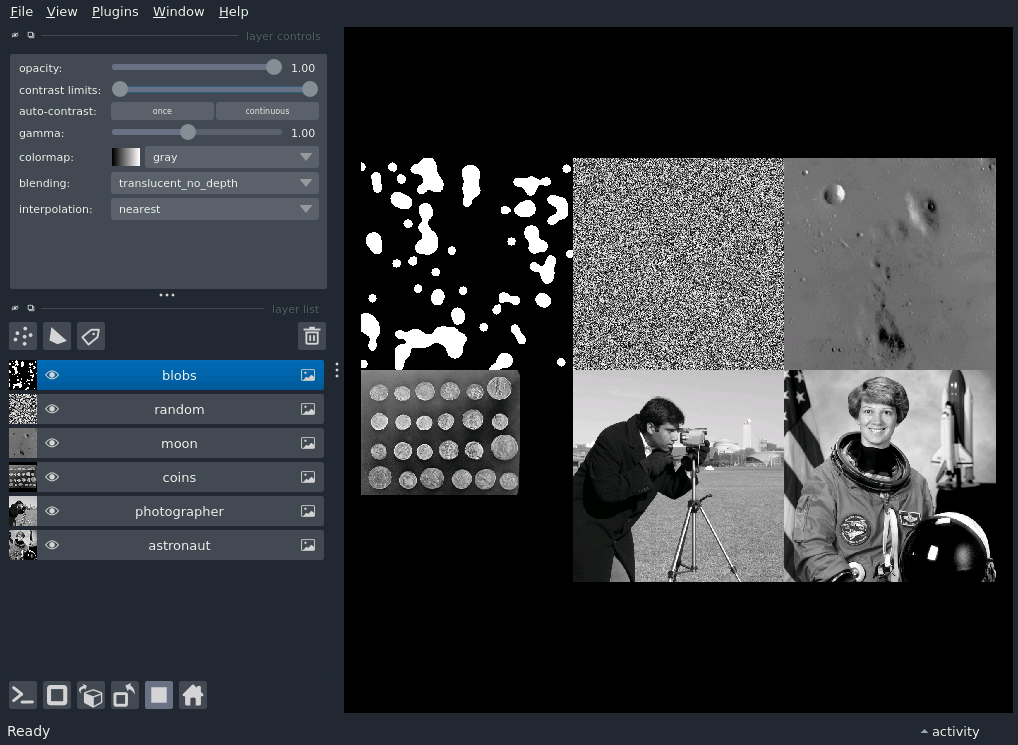 File View Plugins Window Help
layer controls
opacity: 1.00
contrast limits:
auto-contrast: once continuous
gamma: 1.00
colormap: gray
blending: translucent_no_depth
interpolation: nearest
layer list
blobs
random
moon
coins
photographer
astronaut
Ready activity